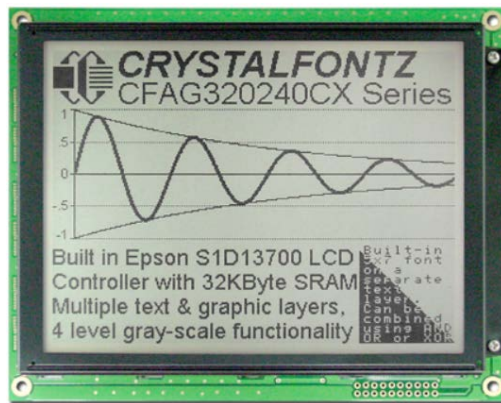 CRYSTALFONTZ
CFAG320240CX Series
1
.5
0
-.5
-1
Built in Epson S1D13700 LCD
Controller with 32KByte SRAM
Multiple text & graphic layers,
4 level gray-scale functionality
Built-in
5x7 font
on a
separate
text
layer.
Can be
combined
using AND
OR or XOR